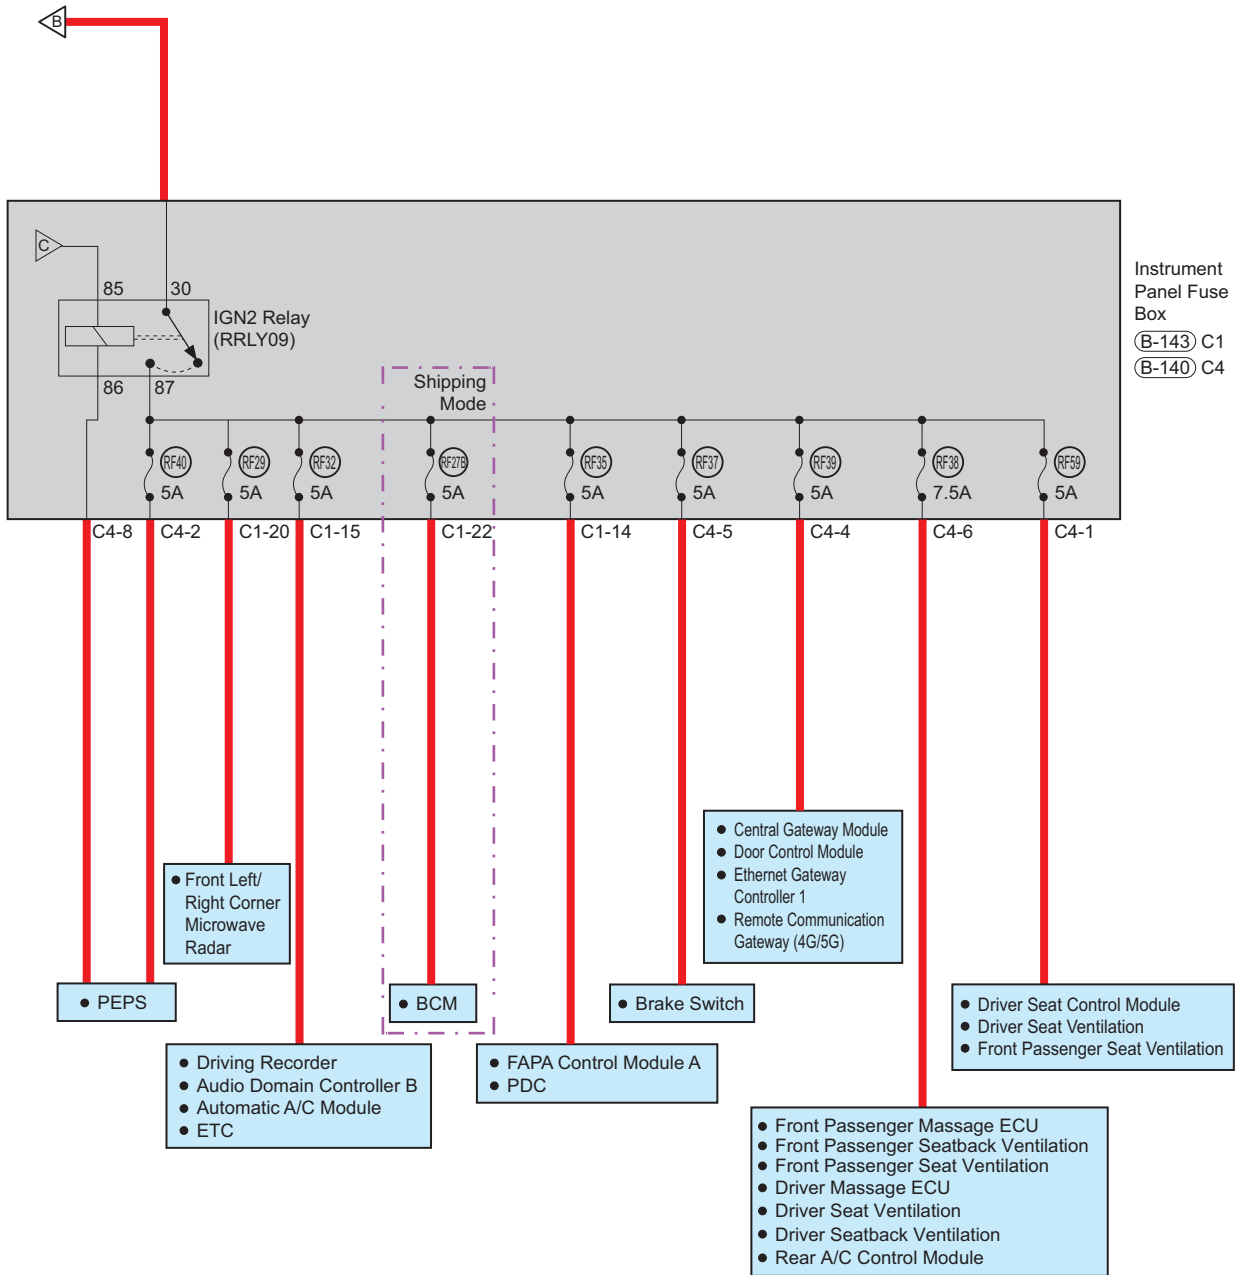 B
C
85
30
IGN2 Relay
(RRLY09)
86
87
Shipping
Mode
Instrument
Panel Fuse
Box
B-143 C1
B-140 C4
RF40
5A
RF29
5A
RF32
5A
RF27B
5A
RF35
5A
RF37
5A
RF39
5A
RF38
7.5A
RF59
5A
C4-8
C4-2
C1-20
C1-15
C1-22
C1-14
C4-5
C4-4
C4-6
C4-1
● Central Gateway Module
● Door Control Module
● Ethernet Gateway
Controller 1
● Remote Communication
Gateway (4G/5G)
● Front Left/
Right Corner
Microwave
Radar
● PEPS
● BCM
● Brake Switch
● Driver Seat Control Module
● Driver Seat Ventilation
● Front Passenger Seat Ventilation
● Driving Recorder
● Audio Domain Controller B
● Automatic A/C Module
● ETC
● FAPA Control Module A
● PDC
● Front Passenger Massage ECU
● Front Passenger Seatback Ventilation
● Front Passenger Seat Ventilation
● Driver Massage ECU
● Driver Seat Ventilation
● Driver Seatback Ventilation
● Rear A/C Control Module